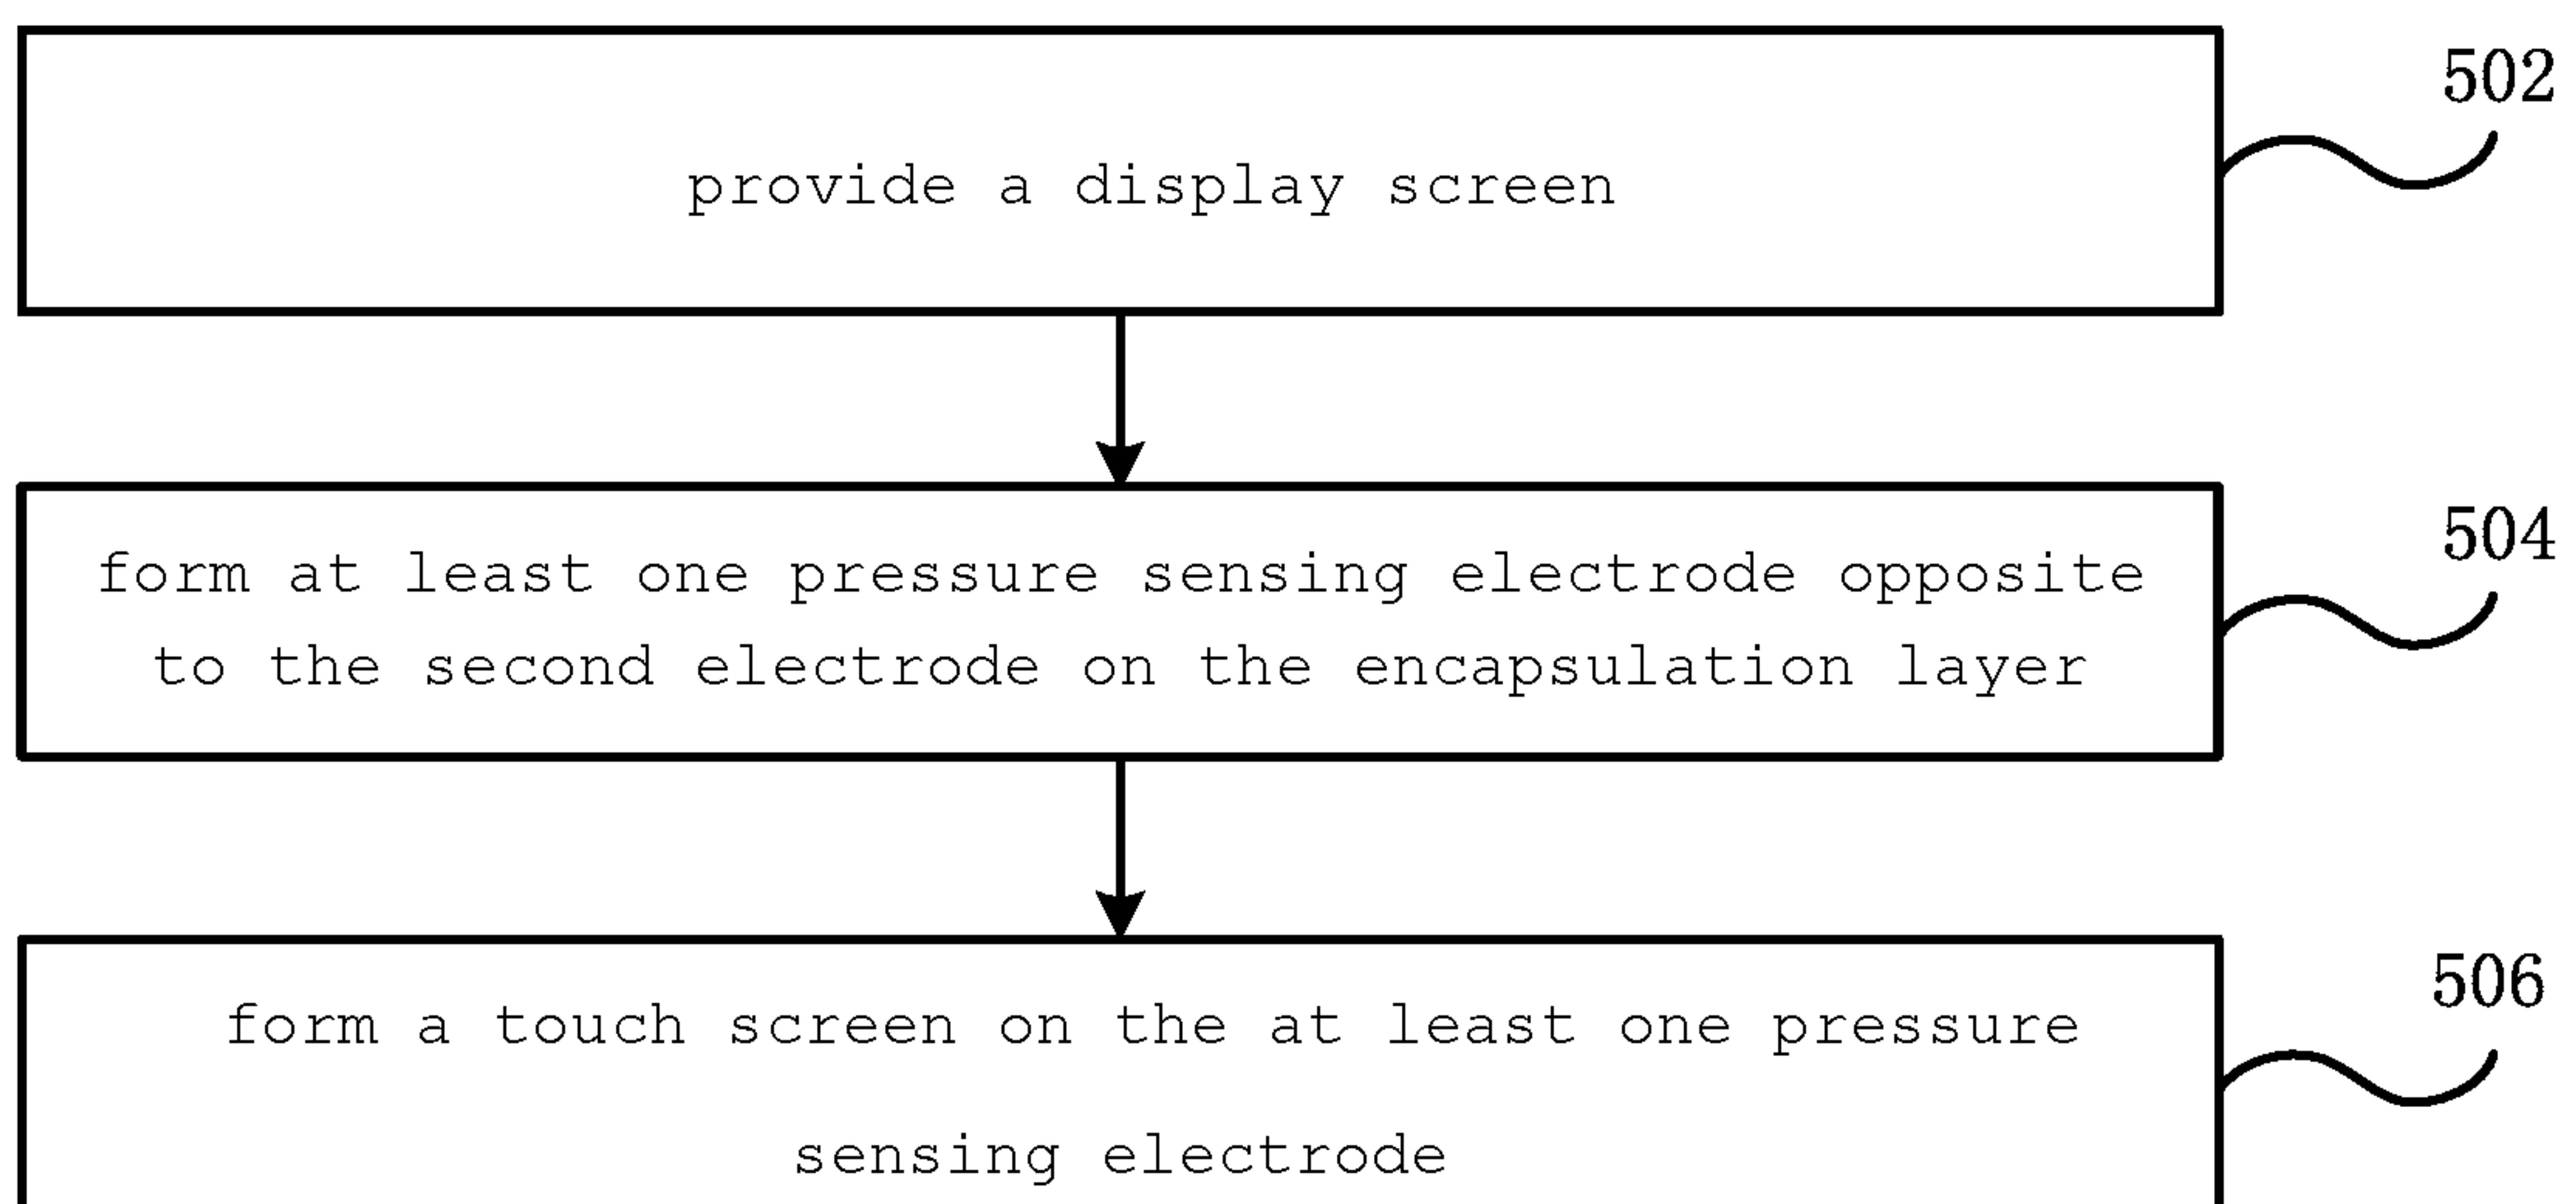 502
provide a display screen
504
form at least one pressure sensing electrode opposite
to the second electrode on the encapsulation layer
506
form a touch screen on the at least one pressure
sensing electrode